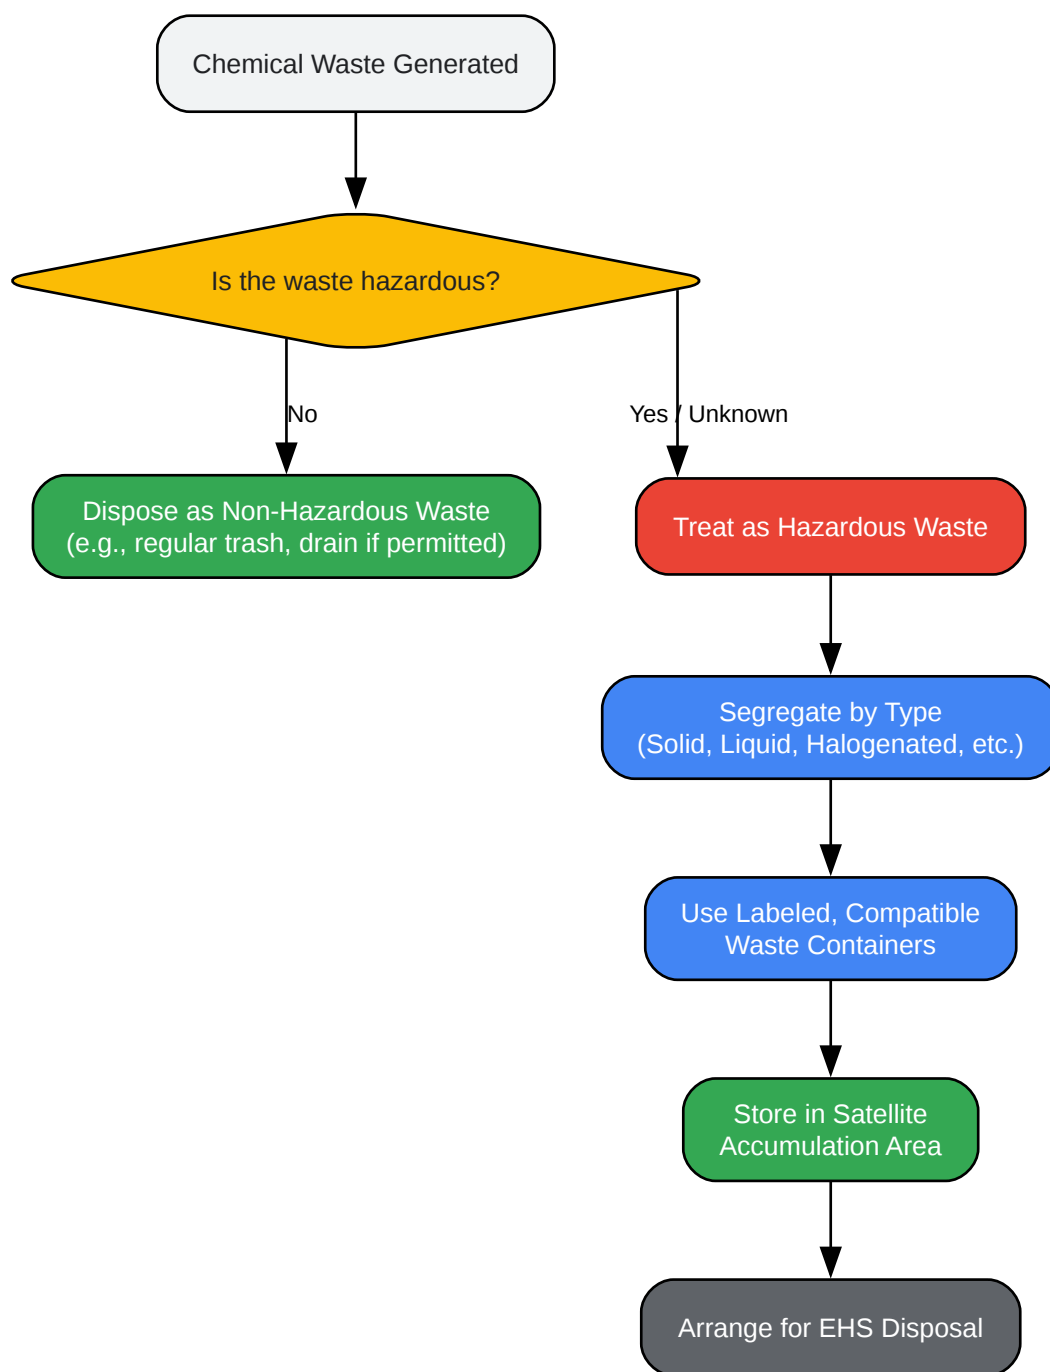 Chemical Waste Generated
Is the waste hazardous?
No
Yes / Unknown
Dispose as Non-Hazardous Waste
(e.g., regular trash, drain if permitted)
Treat as Hazardous Waste
Segregate by Type
(Solid, Liquid, Halogenated, etc.)
Use Labeled, Compatible
Waste Containers
Store in Satellite
Accumulation Area
Arrange for EHS Disposal